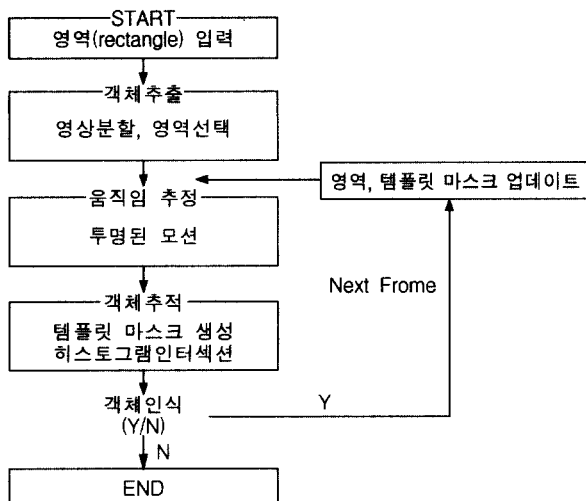 START
영역(rectangle) 입력
객체추출
영상분할, 영역선택
움직임 추정
영역, 템플릿 마스크 업데이트
투명된 모션
Next Frome
객체추적
템플릿 마스크 생성
히스토그램인터섹션
객체인식
(Y/N)
Y
N
END